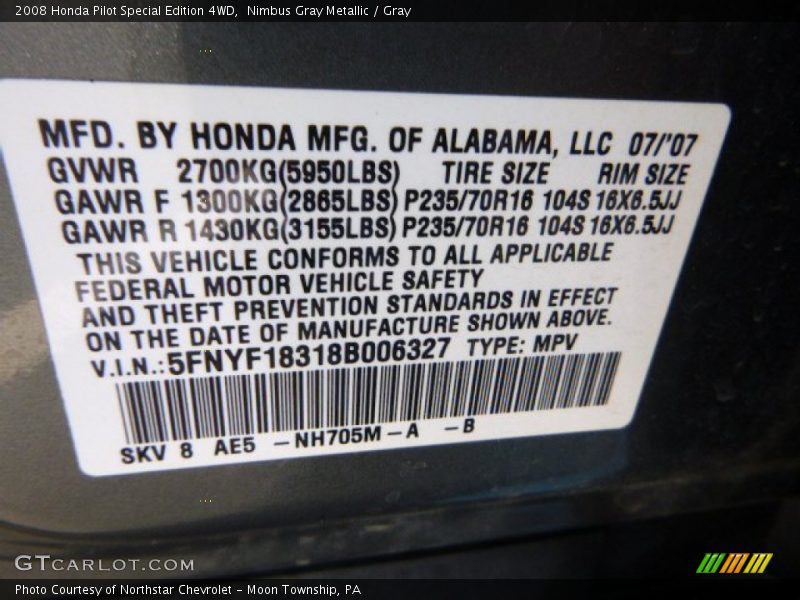 2008 Honda Pilot Special Edition 4WD,  Nimbus Gray Metallic / Gray
MFD. BY HONDA MFG. OF ALABAMA, LLC 07/'07
GVWR 2700KG(5950LBS) TIRE SIZE RIM SIZE
GAWR F 1300KG(2865LBS) P235/70R16 104S 16X6.5JJ
GAWR R 1430KG(3155LBS) P235/70R16 104S 16X6.5JJ
THIS VEHICLE CONFORMS TO ALL APPLICABLE
FEDERAL MOTOR VEHICLE SAFETY
AND THEFT PREVENTION STANDARDS IN EFFECT
ON THE DATE OF MANUFACTURE SHOWN ABOVE.
V.I.N.:5FNYF18318B006327 TYPE: MPV
SKV 8 AE5 -NH705M-A -B
GTCARLOT.COM
Photo Courtesy of Northstar Chevrolet - Moon Township, PA